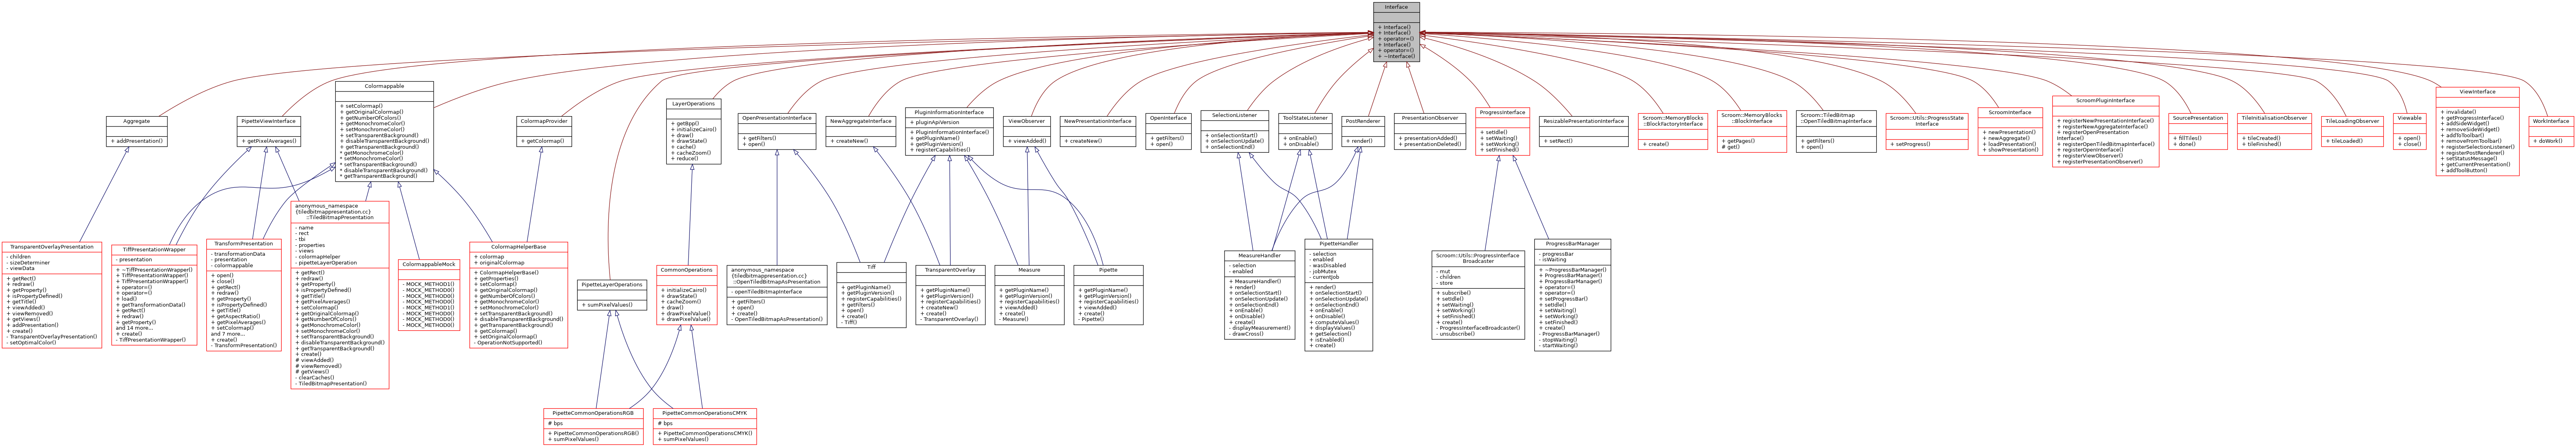 Interface
+ Interface()
+ Interface()
+ operator=()
+ Interface()
+ operator=()
+ ~Interface()
Aggregate
+ addPresentation()
PipetteViewInterface
+ getPixelAverages()
Colormappable
+ setColormap()
+ getOriginalColormap()
+ getNumberOfColors()
+ getMonochromeColor()
+ setMonochromeColor()
+ setTransparentBackground()
+ disableTransparentBackground()
+ getTransparentBackground()
* getMonochromeColor()
* setMonochromeColor()
* setTransparentBackground()
* disableTransparentBackground()
* getTransparentBackground()
ColormapProvider
+ getColormap()
LayerOperations
+ getBpp()
+ initializeCairo()
+ draw()
+ drawState()
+ cache()
+ cacheZoom()
+ reduce()
OpenPresentationInterface
+ getFilters()
+ open()
NewAggregateInterface
+ createNew()
PluginInformationInterface
+ pluginApiVersion
+ PluginInformationInterface()
+ getPluginName()
+ getPluginVersion()
+ registerCapabilities()
ViewObserver
+ viewAdded()
NewPresentationInterface
+ createNew()
OpenInterface
+ getFilters()
+ open()
SelectionListener
+ onSelectionStart()
+ onSelectionUpdate()
+ onSelectionEnd()
ToolStateListener
+ onEnable()
+ onDisable()
PostRenderer
+ render()
PresentationObserver
+ presentationAdded()
+ presentationDeleted()
ProgressInterface
+ setIdle()
+ setWaiting()
+ setWorking()
+ setFinished()
ResizablePresentationInterface
+ setRect()
Scroom::MemoryBlocks
::BlockFactoryInterface
+ create()
Scroom::MemoryBlocks
::BlockInterface
+ getPages()
# get()
Scroom::TiledBitmap
::OpenTiledBitmapInterface
+ getFilters()
+ open()
Scroom::Utils::ProgressState
Interface
+ setProgress()
ScroomInterface
+ newPresentation()
+ newAggregate()
+ loadPresentation()
+ showPresentation()
ScroomPluginInterface
+ registerNewPresentationInterface()
+ registerNewAggregateInterface()
+ registerOpenPresentation
Interface()
+ registerOpenTiledBitmapInterface()
+ registerOpenInterface()
+ registerViewObserver()
+ registerPresentationObserver()
SourcePresentation
+ fillTiles()
+ done()
TileInitialisationObserver
+ tileCreated()
+ tileFinished()
TileLoadingObserver
+ tileLoaded()
Viewable
+ open()
+ close()
ViewInterface
+ invalidate()
+ getProgressInterface()
+ addSideWidget()
+ removeSideWidget()
+ addToToolbar()
+ removeFromToolBar()
+ registerSelectionListener()
+ registerPostRenderer()
+ setStatusMessage()
+ getCurrentPresentation()
+ addToolButton()
WorkInterface
+ doWork()
TransparentOverlayPresentation
- children
- sizeDeterminer
- viewData
+ getRect()
+ redraw()
+ getProperty()
+ isPropertyDefined()
+ getTitle()
+ viewAdded()
+ viewRemoved()
+ getViews()
+ addPresentation()
+ create()
- TransparentOverlayPresentation()
- setOptimalColor()
TiffPresentationWrapper
- presentation
+ ~TiffPresentationWrapper()
+ TiffPresentationWrapper()
+ TiffPresentationWrapper()
+ operator=()
+ operator=()
+ load()
+ getTransformationData()
+ getRect()
+ redraw()
+ getProperty()
and 14 more...
+ create()
- TiffPresentationWrapper()
TransformPresentation
- transformationData
- presentation
- colormappable
+ open()
+ close()
+ getRect()
+ redraw()
+ getProperty()
+ isPropertyDefined()
+ getTitle()
+ getAspectRatio()
+ getPixelAverages()
+ setColormap()
and 7 more...
+ create()
- TransformPresentation()
anonymous_namespace
{tiledbitmappresentation.cc}
::TiledBitmapPresentation
- name
- rect
- tbi
- properties
- views
- colormapHelper
- pipetteLayerOperation
+ getRect()
+ redraw()
+ getProperty()
+ isPropertyDefined()
+ getTitle()
+ getPixelAverages()
+ setColormap()
+ getOriginalColormap()
+ getNumberOfColors()
+ getMonochromeColor()
+ setMonochromeColor()
+ setTransparentBackground()
+ disableTransparentBackground()
+ getTransparentBackground()
+ create()
# viewAdded()
# viewRemoved()
# getViews()
- clearCaches()
- TiledBitmapPresentation()
ColormappableMock
- MOCK_METHOD1()
- MOCK_METHOD0()
- MOCK_METHOD0()
- MOCK_METHOD0()
- MOCK_METHOD1()
- MOCK_METHOD1()
- MOCK_METHOD0()
- MOCK_METHOD0()
ColormapHelperBase
+ colormap
+ originalColormap
+ ColormapHelperBase()
+ getProperties()
+ setColormap()
+ getOriginalColormap()
+ getNumberOfColors()
+ getMonochromeColor()
+ setMonochromeColor()
+ setTransparentBackground()
+ disableTransparentBackground()
+ getTransparentBackground()
+ getColormap()
+ setOriginalColormap()
- OperationNotSupported()
PipetteLayerOperations
+ sumPixelValues()
CommonOperations
+ initializeCairo()
+ drawState()
+ cacheZoom()
+ draw()
+ drawPixelValue()
+ drawPixelValue()
anonymous_namespace
{tiledbitmappresentation.cc}
::OpenTiledBitmapAsPresentation
- openTiledBitmapInterface
+ getFilters()
+ open()
+ create()
- OpenTiledBitmapAsPresentation()
Tiff
+ getPluginName()
+ getPluginVersion()
+ registerCapabilities()
+ getFilters()
+ open()
+ create()
- Tiff()
TransparentOverlay
+ getPluginName()
+ getPluginVersion()
+ registerCapabilities()
+ createNew()
+ create()
- TransparentOverlay()
Measure
+ getPluginName()
+ getPluginVersion()
+ registerCapabilities()
+ viewAdded()
+ create()
- Measure()
Pipette
+ getPluginName()
+ getPluginVersion()
+ registerCapabilities()
+ viewAdded()
+ create()
- Pipette()
MeasureHandler
- selection
- enabled
+ MeasureHandler()
+ render()
+ onSelectionStart()
+ onSelectionUpdate()
+ onSelectionEnd()
+ onEnable()
+ onDisable()
+ create()
- displayMeasurement()
- drawCross()
PipetteHandler
- selection
- enabled
- wasDisabled
- jobMutex
- currentJob
+ render()
+ onSelectionStart()
+ onSelectionUpdate()
+ onSelectionEnd()
+ onEnable()
+ onDisable()
+ computeValues()
+ displayValues()
+ getSelection()
+ isEnabled()
+ create()
Scroom::Utils::ProgressInterface
Broadcaster
- mut
- children
- store
+ subscribe()
+ setIdle()
+ setWaiting()
+ setWorking()
+ setFinished()
+ create()
- ProgressInterfaceBroadcaster()
- unsubscribe()
ProgressBarManager
- progressBar
- isWaiting
+ ~ProgressBarManager()
+ ProgressBarManager()
+ ProgressBarManager()
+ operator=()
+ operator=()
+ setProgressBar()
+ setIdle()
+ setWaiting()
+ setWorking()
+ setFinished()
+ create()
- ProgressBarManager()
- stopWaiting()
- startWaiting()
PipetteCommonOperationsRGB
# bps
+ PipetteCommonOperationsRGB()
+ sumPixelValues()
PipetteCommonOperationsCMYK
# bps
+ PipetteCommonOperationsCMYK()
+ sumPixelValues()